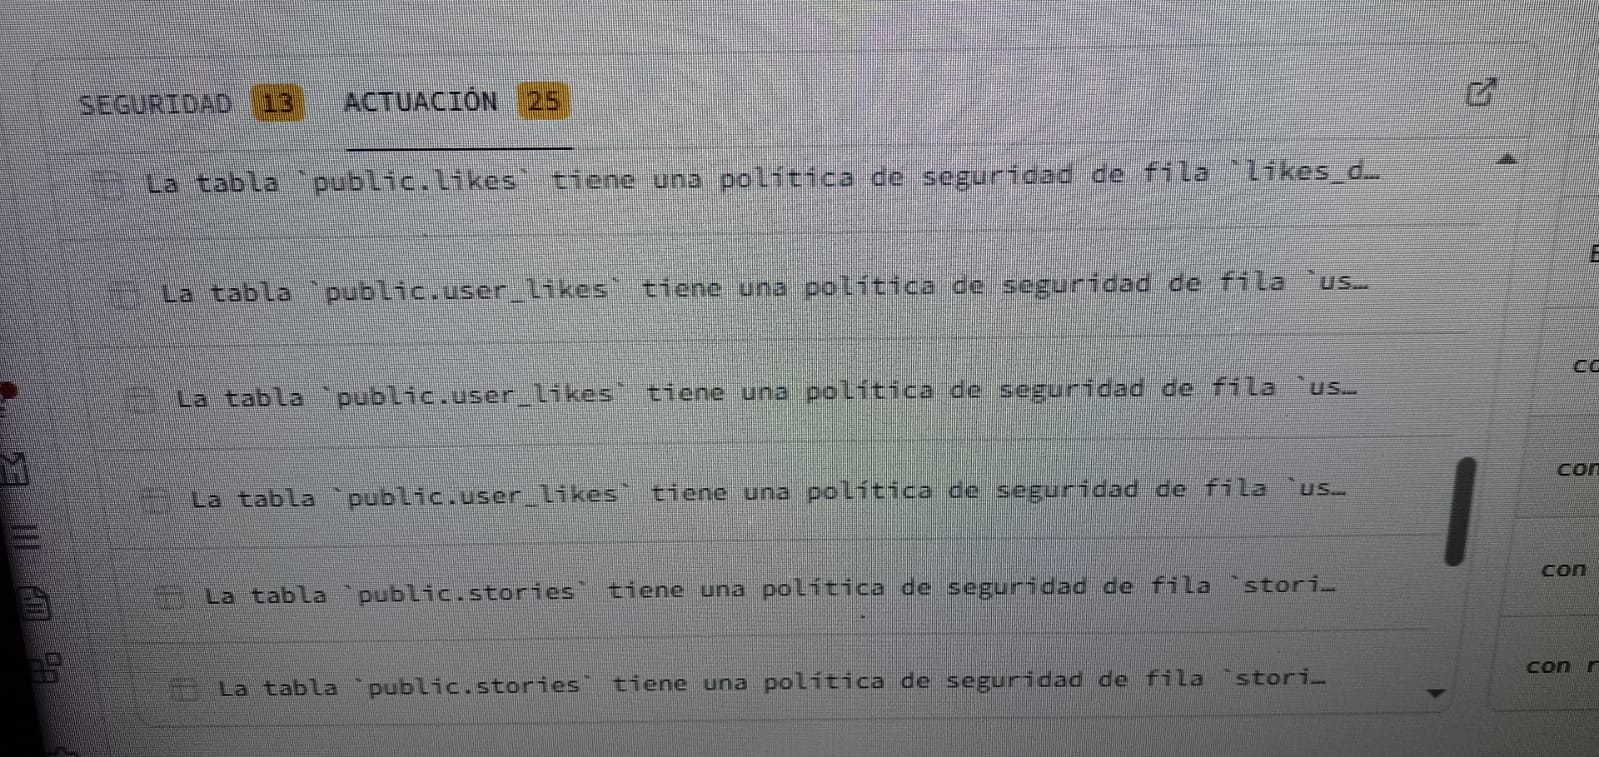 SEGURIDAD 13 ACTUACIÓN 25
La tabla `public.likes` tiene una política de seguridad de fila `likes_d…
La tabla `public.user_likes` tiene una política de seguridad de fila `us…
La tabla `public.user_likes` tiene una política de seguridad de fila `us…
La tabla `public.user_likes` tiene una política de seguridad de fila `us…
La tabla `public.stories` tiene una política de seguridad de fila `stori…
La tabla `public.stories` tiene una política de seguridad de fila `stori…
con
con